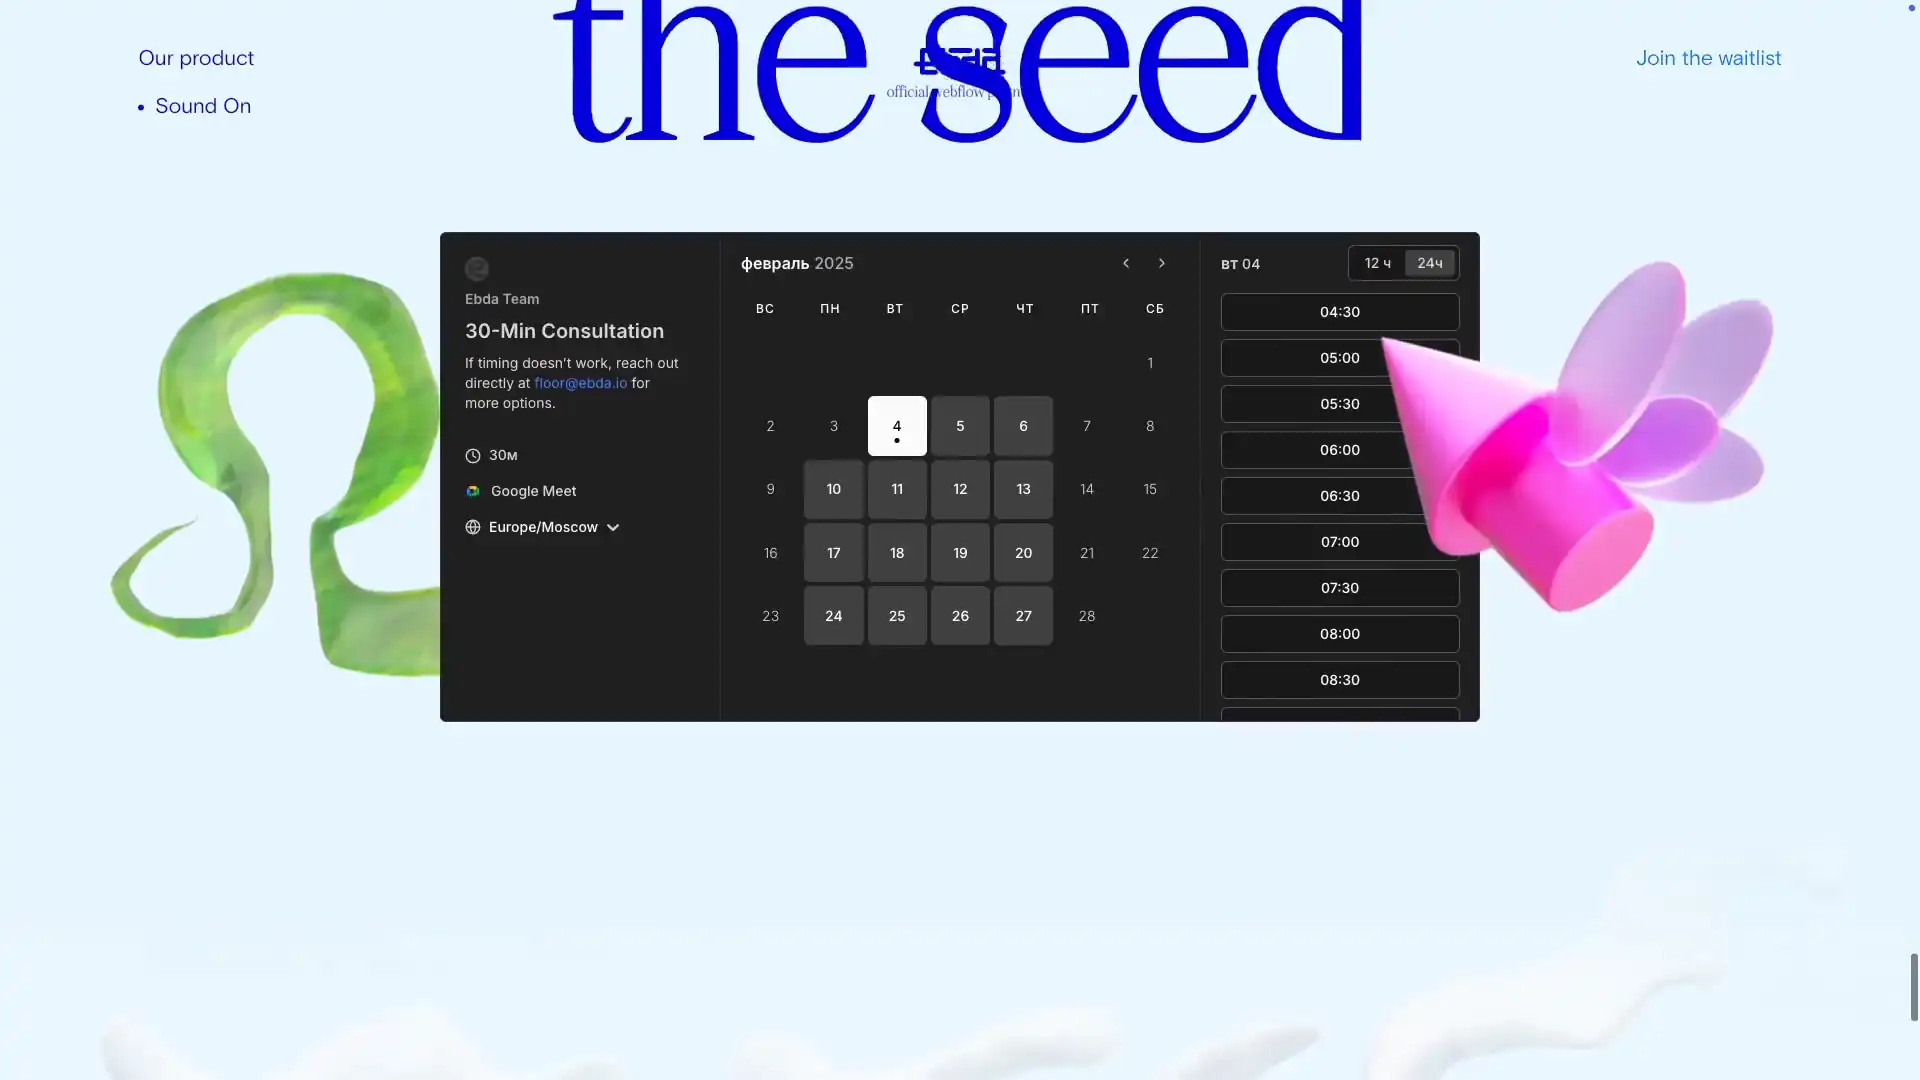 the seed
Our product
Ebda
official webflow
Join the waitlist
Sound On
Ebda Team
30-Min Consultation
If timing doesn't work, reach out
directly at floor@ebda.io for
more options.
30м
Google Meet
Europe/Moscow
февраль 2025
ВС ПН ВТ СР ЧТ ПТ СБ
1
2 3 4 5 6 7 8
9 10 11 12 13 14 15
16 17 18 19 20 21 22
23 24 25 26 27 28
вт 04
12 ч 24ч
04:30
05:00
05:30
06:00
06:30
07:00
07:30
08:00
08:30